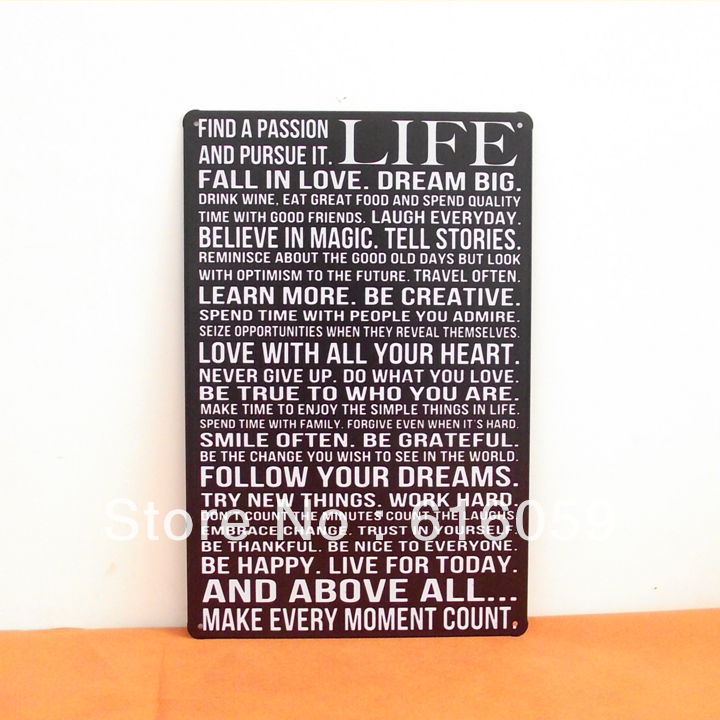 FIND A PASSION
AND PURSUE IT. LIFE
FALL IN LOVE. DREAM BIG.
DRINK WINE, EAT GREAT FOOD AND SPEND QUALITY
TIME WITH GOOD FRIENDS. LAUGH EVERYDAY.
BELIEVE IN MAGIC. TELL STORIES.
REMINISCE ABOUT THE GOOD OLD DAYS BUT LOOK
WITH OPTIMISM TO THE FUTURE. TRAVEL OFTEN.
LEARN MORE. BE CREATIVE.
SPEND TIME WITH PEOPLE YOU ADMIRE.
SEIZE OPPORTUNITIES WHEN THEY REVEAL THEMSELVES.
LOVE WITH ALL YOUR HEART.
NEVER GIVE UP. DO WHAT YOU LOVE.
BE TRUE TO WHO YOU ARE.
MAKE TIME TO ENJOY THE SIMPLE THINGS IN LIFE.
SPEND TIME WITH FAMILY. FORGIVE EVEN WHEN IT'S HARD.
SMILE OFTEN. BE GRATEFUL.
BE THE CHANGE YOU WISH TO SEE IN THE WORLD.
FOLLOW YOUR DREAMS.
TRY NEW THINGS. WORK HARD.
DON'T COUNT THE MINUTES COUNT THE LAUGHS.
Store No : 616059
EMBRACE CHANGE. TRUST IN YOURSELF.
BE THANKFUL. BE NICE TO EVERYONE.
BE HAPPY. LIVE FOR TODAY.
AND ABOVE ALL...
MAKE EVERY MOMENT COUNT.